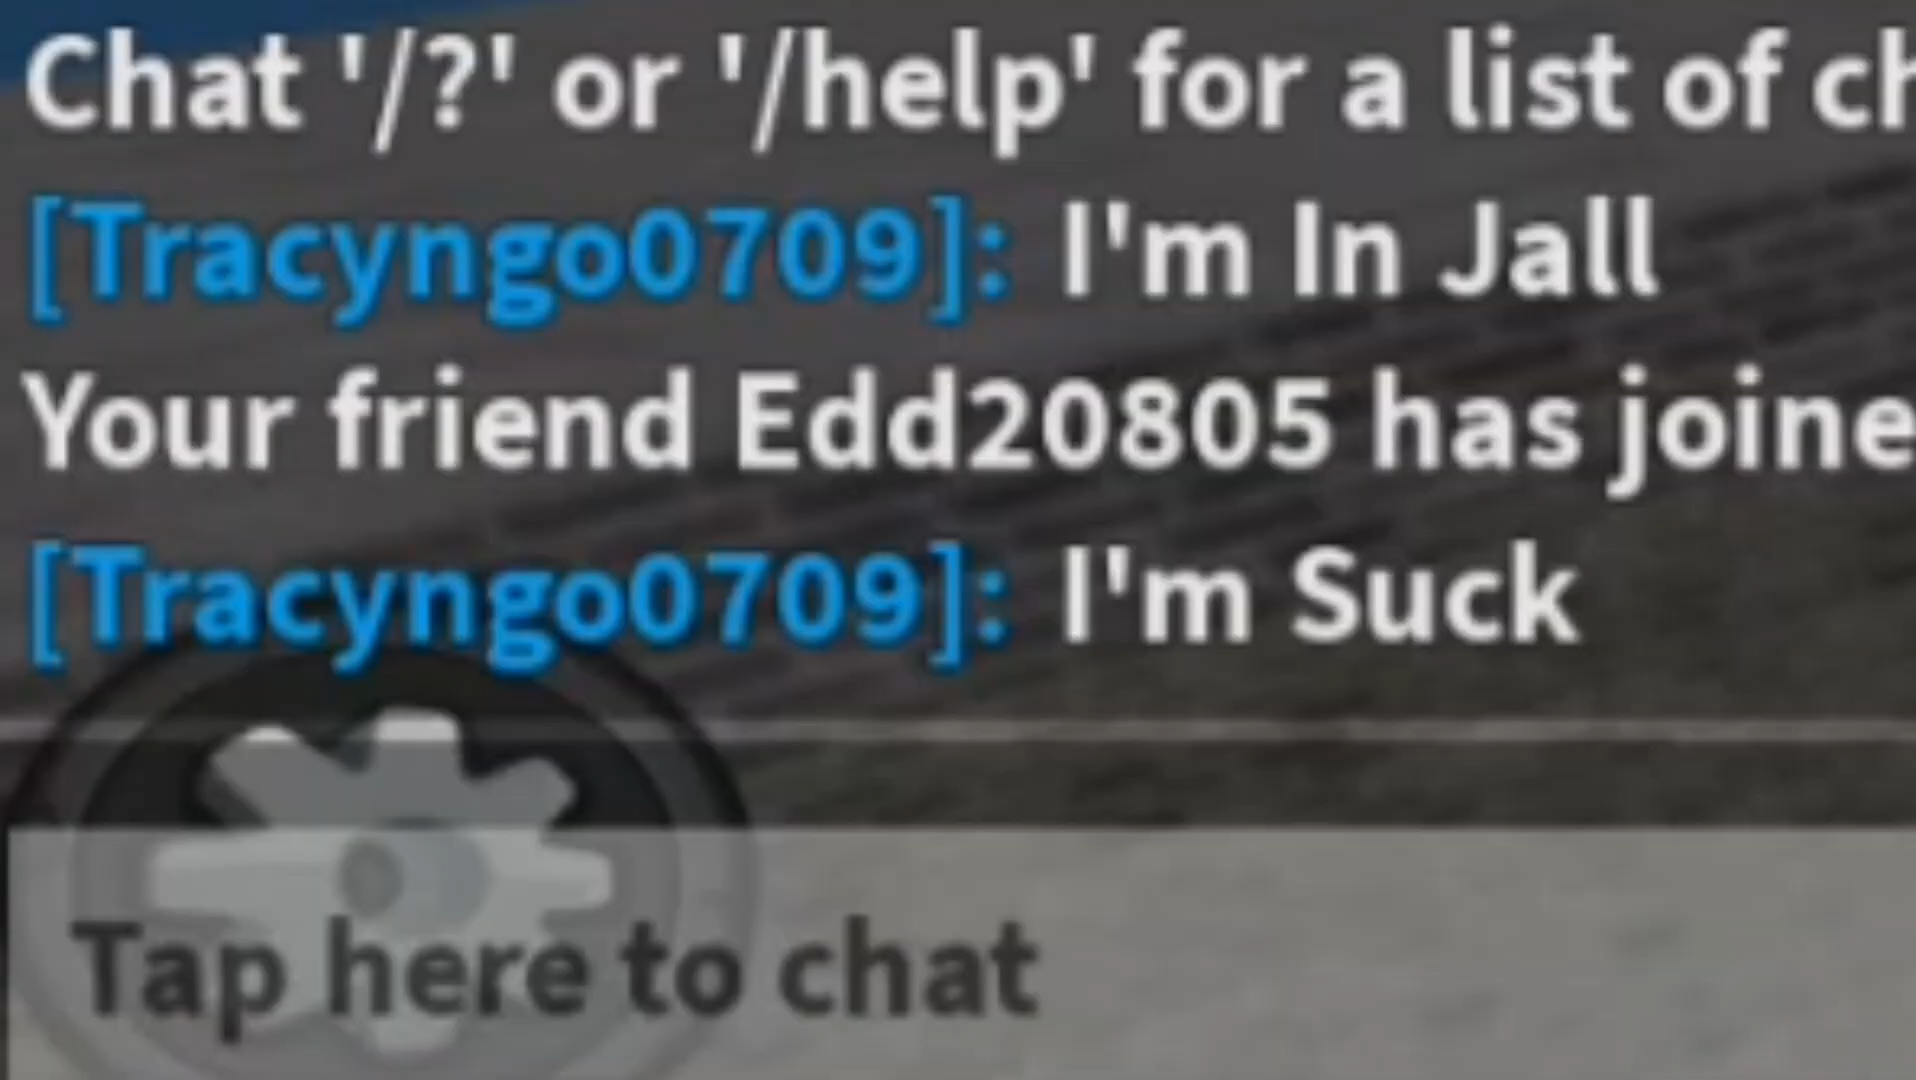 Chat '/?' or '/help' for a list of ch
[Tracyngo0709]: I'm In Jall
Your friend Edd20805 has joine
[Tracyngo0709]: I'm Suck
Tap here to chat